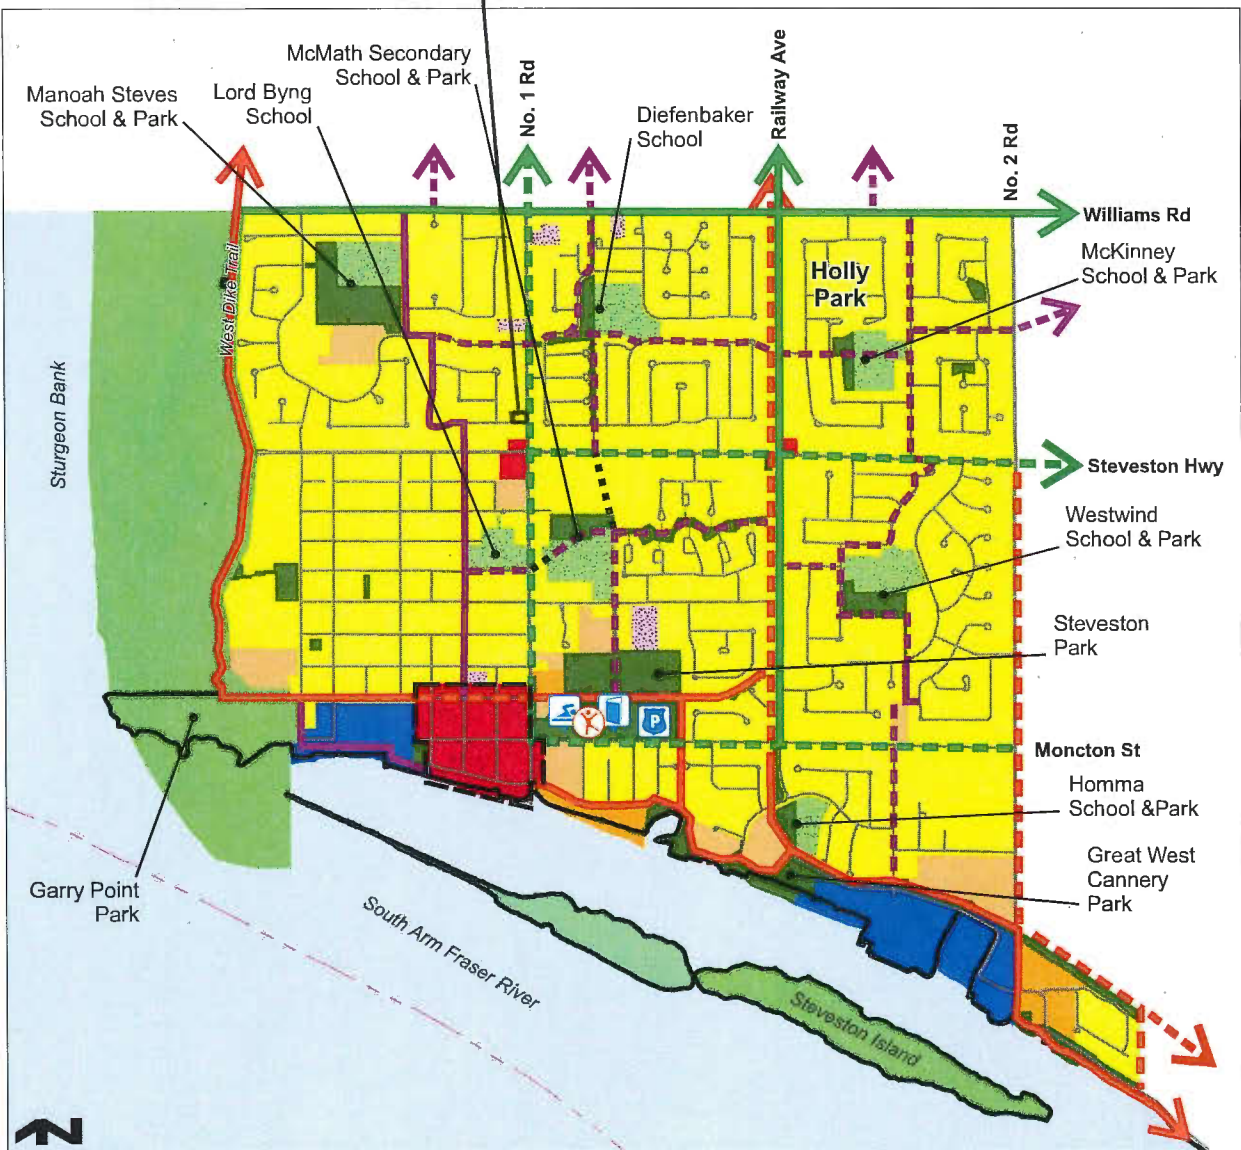 McMath Secondary
School & Park
Manoah Steves
School & Park
Lord Byng
School
No. 1 Rd
Diefenbaker
School
Railway Ave
No. 2 Rd
Williams Rd
McKinney
School & Park
Holly
Park
West Dike Trail
Sturgeon Bank
Steveston Hwy
Westwind
School & Park
Steveston
Park
P
Moncton St
Homma
School &Park
Great West
Cannery
Park
Garry Point
Park
South Arm Fraser River
Steveston Island
N